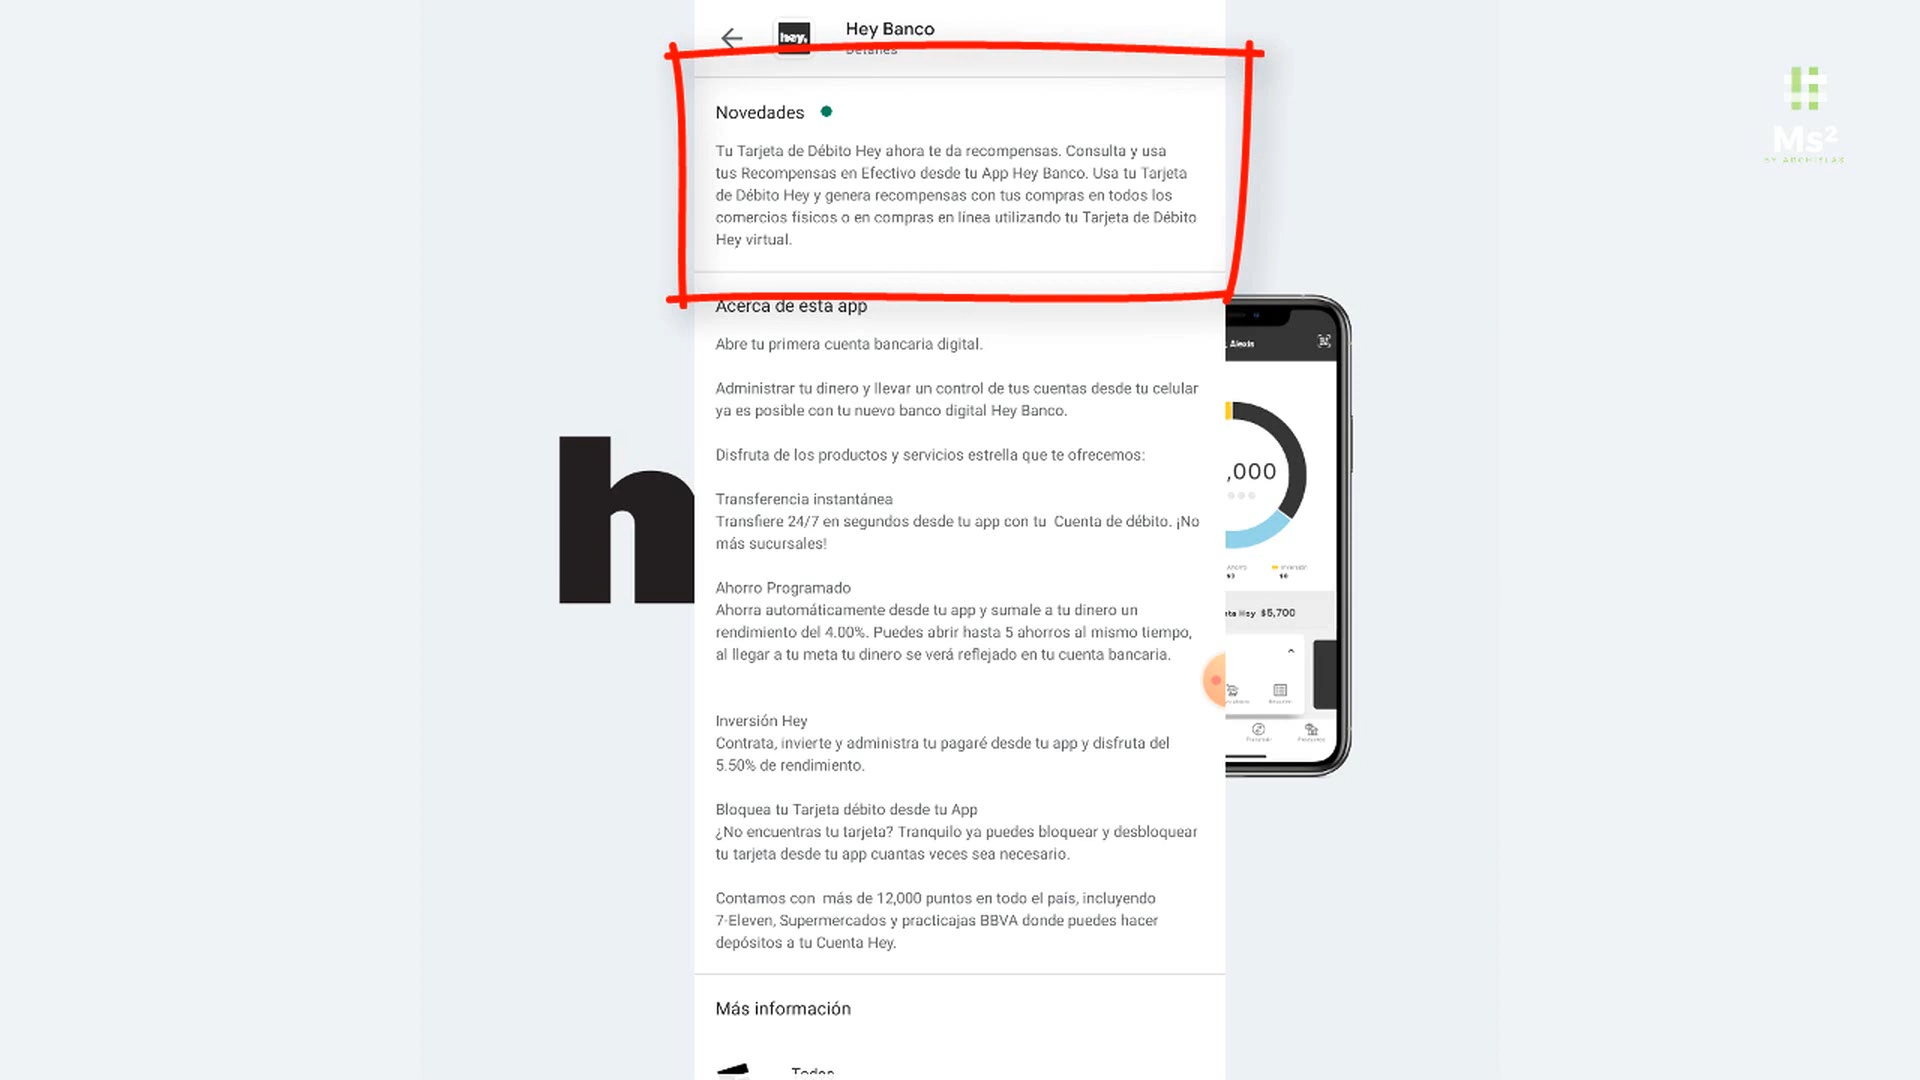 hey.
Hey Banco
Detalles
Ms²
BY ARCHIFLAX
Novedades
Tu Tarjeta de Débito Hey ahora te da recompensas. Consulta y usa
tus Recompensas en Efectivo desde tu App Hey Banco. Usa tu Tarjeta
de Débito Hey y genera recompensas con tus compras en todos los
comercios físicos o en compras en línea utilizando tu Tarjeta de Débito
Hey virtual.
Acerca de esta app
Abre tu primera cuenta bancaria digital.
Administrar tu dinero y llevar un control de tus cuentas desde tu celular
ya es posible con tu nuevo banco digital Hey Banco.
Disfruta de los productos y servicios estrella que te ofrecemos:
Transferencia instantánea
Transfiere 24/7 en segundos desde tu app con tu  Cuenta de débito. ¡No
más sucursales!
Ahorro Programado
Ahorra automáticamente desde tu app y sumale a tu dinero un
rendimiento del 4.00%. Puedes abrir hasta 5 ahorros al mismo tiempo,
al llegar a tu meta tu dinero se verá reflejado en tu cuenta bancaria.
Inversión Hey
Contrata, invierte y administra tu pagaré desde tu app y disfruta del
5.50% de rendimiento.
Bloquea tu Tarjeta débito desde tu App
¿No encuentras tu tarjeta? Tranquilo ya puedes bloquear y desbloquear
tu tarjeta desde tu app cuantas veces sea necesario.
Contamos con  más de 12,000 puntos en todo el país, incluyendo
7-Eleven, Supermercados y practicajas BBVA donde puedes hacer
depósitos a tu Cuenta Hey.
Más información
h
Alexis
,000
Ahorro
Inversión
$0
Hey $5,700